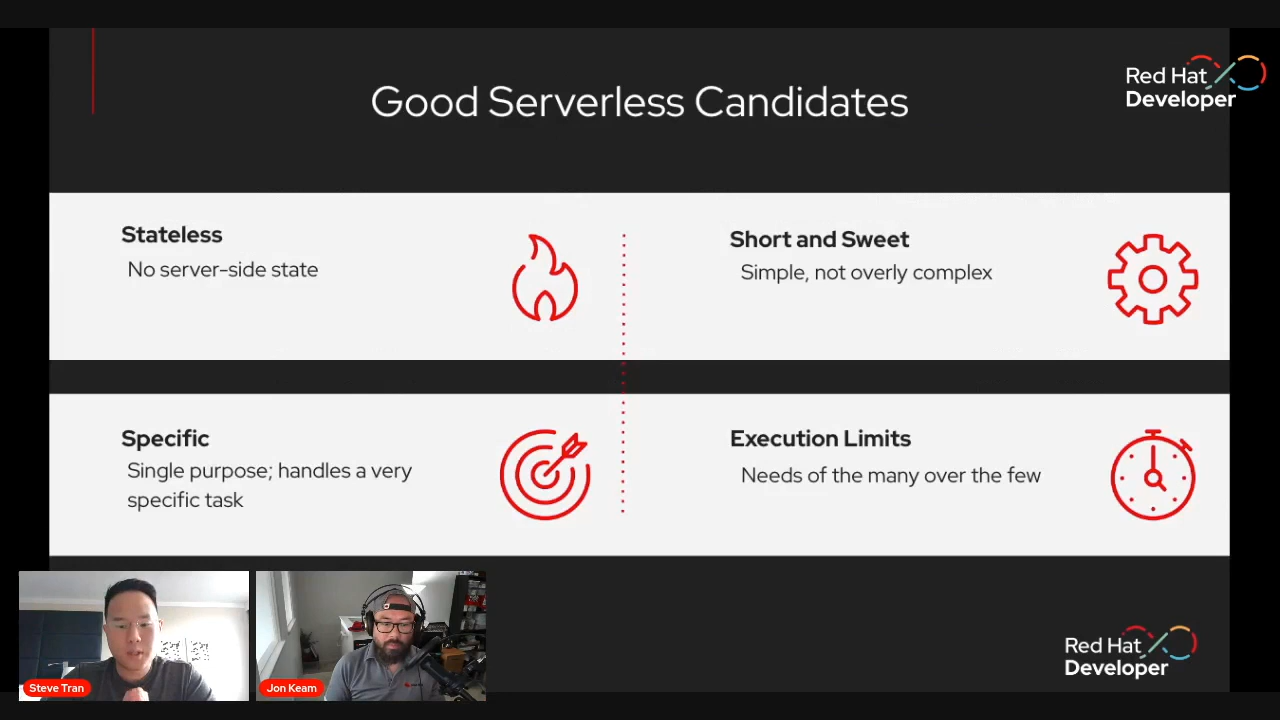 Good Serverless Candidates
Red Hat
Developer
Stateless
No server-side state
Short and Sweet
Simple, not overly complex
Specific
Single purpose; handles a very
specific task
Execution Limits
Needs of the many over the few
Steve Tran
Jon Keam
Red Hat
Developer